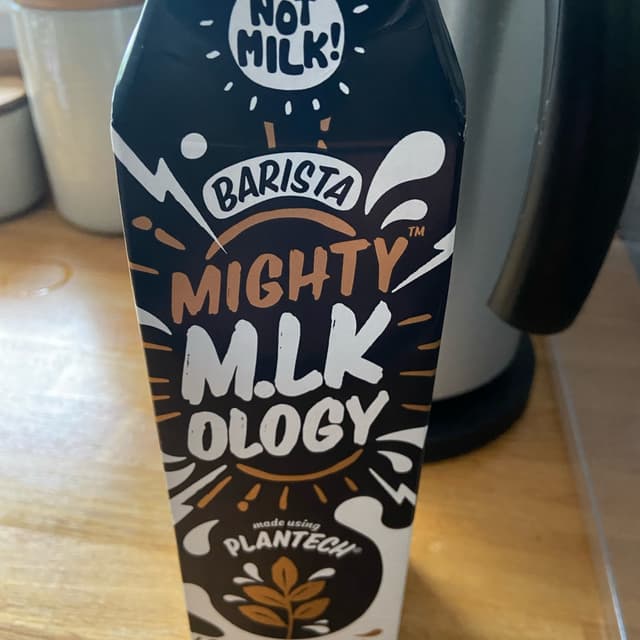 NOT
MILK!
BARISTA
MIGHTY™
M.LK
OLOGY
made using
PLANTECH®